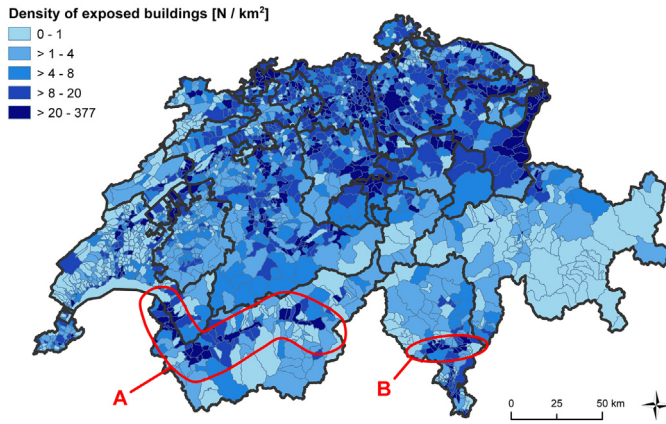 Density of exposed buildings [N / km²]
0 - 1
> 1 - 4
> 4 - 8
> 8 - 20
> 20 - 377
A
B
0 25 50 km